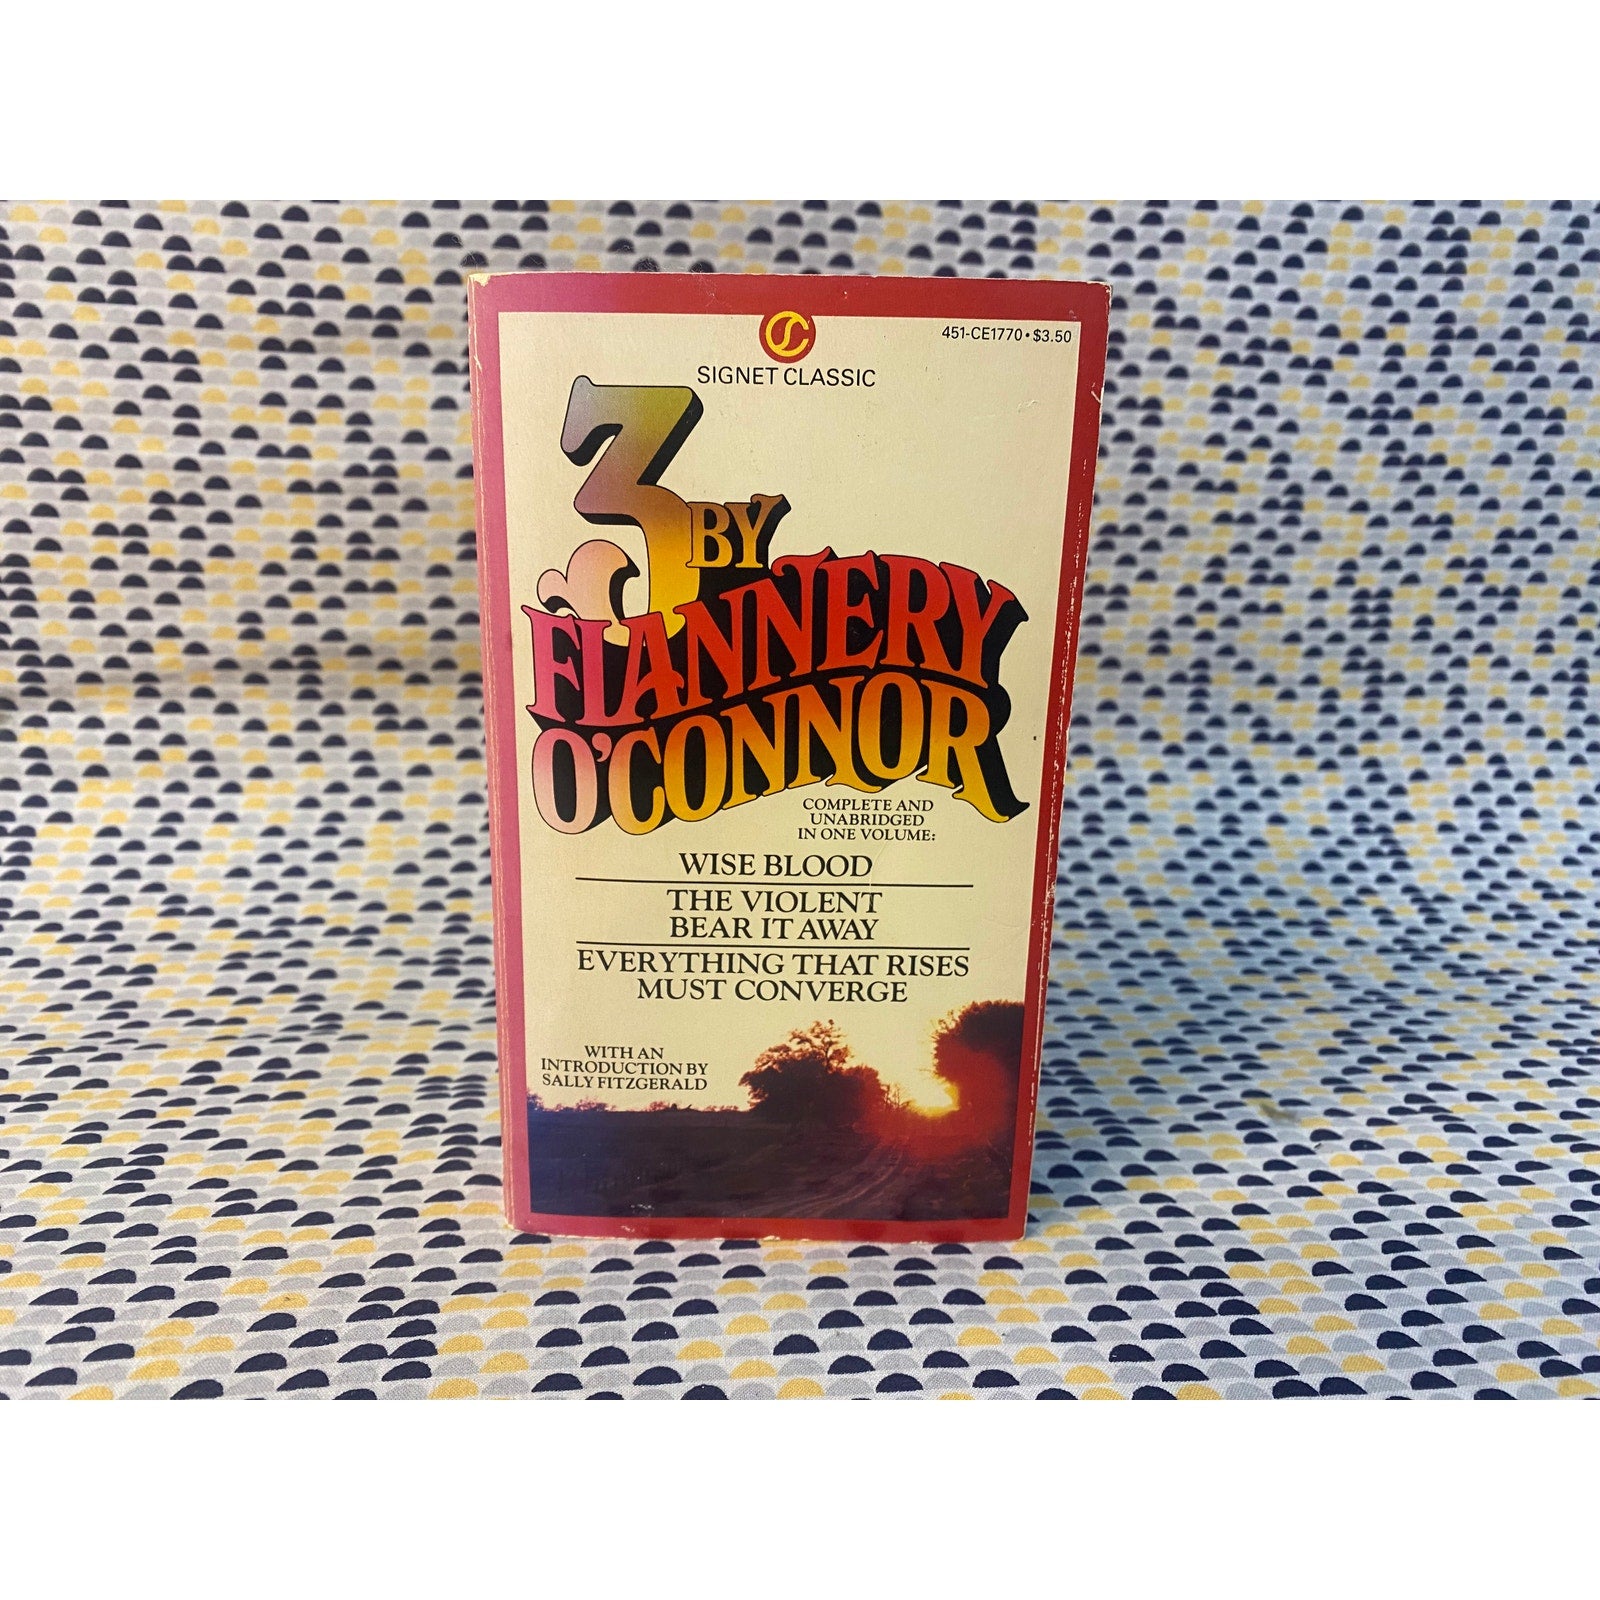 451-CE1770 • $3.50
SIGNET CLASSIC
3 BY
FLANNERY
O'CONNOR
COMPLETE AND
UNABRIDGED
IN ONE VOLUME:
WISE BLOOD
THE VIOLENT
BEAR IT AWAY
EVERYTHING THAT RISES
MUST CONVERGE
WITH AN
INTRODUCTION BY
SALLY FITZGERALD